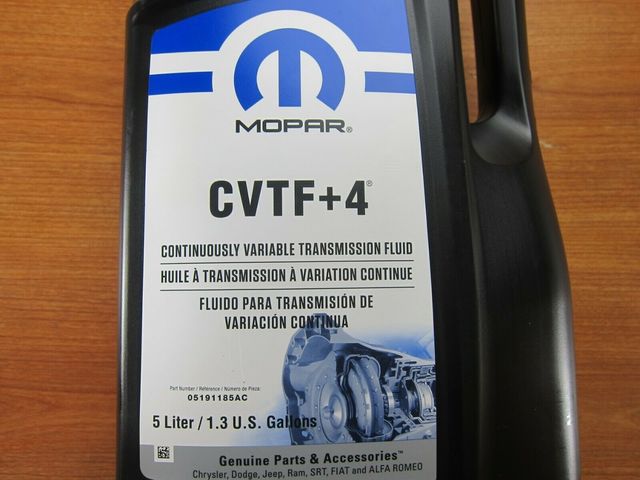 MOPAR®
CVTF+4®
CONTINUOUSLY VARIABLE TRANSMISSION FLUID
HUILE À TRANSMISSION À VARIATION CONTINUE
FLUIDO PARA TRANSMISIÓN DE
VARIACIÓN CONTINUA
Part Number / Référence / Número de Pieza:
05191185AC
5 Liter / 1.3 U.S. Gallons
Genuine Parts & Accessories™
Chrysler, Dodge, Jeep, Ram, SRT, FIAT and ALFA ROMEO